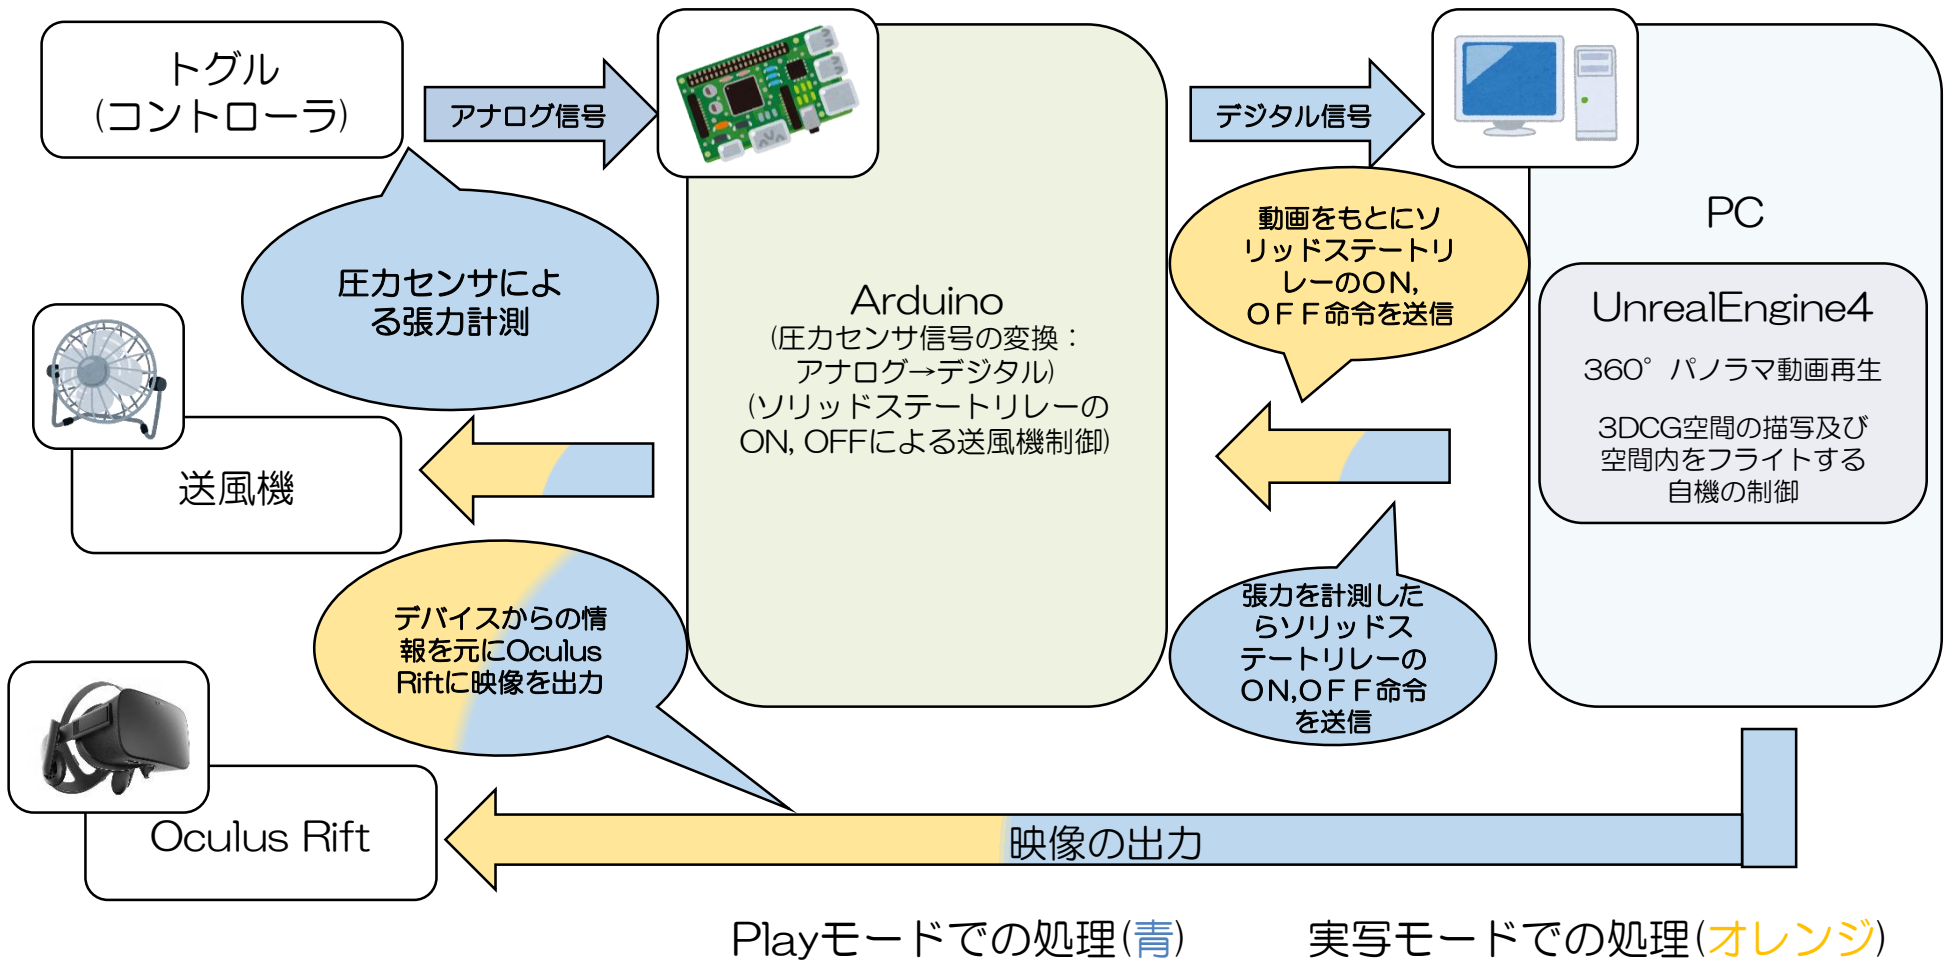 トグル
(コントローラ)
アナログ信号
デジタル信号
圧力センサによ
る張力計測
動画をもとにソ
リッドステートリ
レーのON,
OFF命令を送信
PC
UnrealEngine4
360°パノラマ動画再生
3DCG空間の描写及び
空間内をフライトする
自機の制御
Arduino
(圧力センサ信号の変換：
アナログ→デジタル)
(ソリッドステートリレーの
ON, OFFによる送風機制御)
送風機
デバイスからの情
報を元にOculus
Riftに映像を出力
張力を計測した
らソリッドス
テートリレーの
ON,OFF命令
を送信
Oculus Rift
映像の出力
Playモードでの処理(青)
実写モードでの処理(オレンジ)